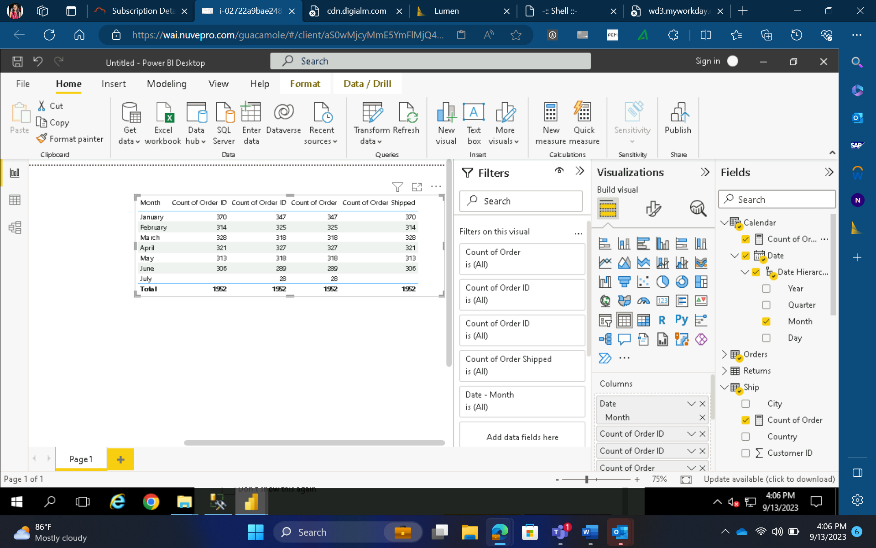 Subscription Deta
i-02722a9bae248
cdn.digialm.com
Lumen
-:: Shell ::-
wd3.myworkday.
https://wai.nuvepro.com/guacamole/#/client/aS0wMjcyMmE5YmFlMjQ4...
Untitled - Power BI Desktop
Search
Sign in
File
Home
Insert
Modeling
View
Help
Format
Data / Drill
Paste
Cut
Copy
Format painter
Get data
Excel workbook
Data hub
SQL Server
Enter data
Dataverse
Recent sources
Transform data
Refresh
New visual
Text box
More visuals
New measure
Quick measure
Sensitivity
Publish
Clipboard
Data
Queries
Insert
Calculations
Sensitivity
Share
Month Count of Order ID Count of Order ID Count of Order Count of Order Shipped
January 370 347 347 370
February 314 325 325 314
March 328 318 318 328
April 321 327 327 321
May 313 318 318 313
June 306 289 289 306
July 28 28
Total 1952 1952 1952 1952
Filters
Search
Filters on this visual
...
Count of Order
is (All)
Count of Order ID
is (All)
Count of Order ID
is (All)
Count of Order Shipped
is (All)
Date - Month
is (All)
Add data fields here
Visualizations
Build visual
R
Py
...
Columns
Date
Month
Count of Order ID
Count of Order ID
Count of Order
Fields
Search
Calendar
Count of Or... ...
Date
Date Hierarc...
Year
Quarter
Month
Day
Orders
Returns
Ship
City
Count of Order
Country
Customer ID
Page 1
Page 1 of 1
75%
Update available (click to download)
4:06 PM
9/13/2023
86°F
Mostly cloudy
Search
1
4:06 PM
9/13/2023
6